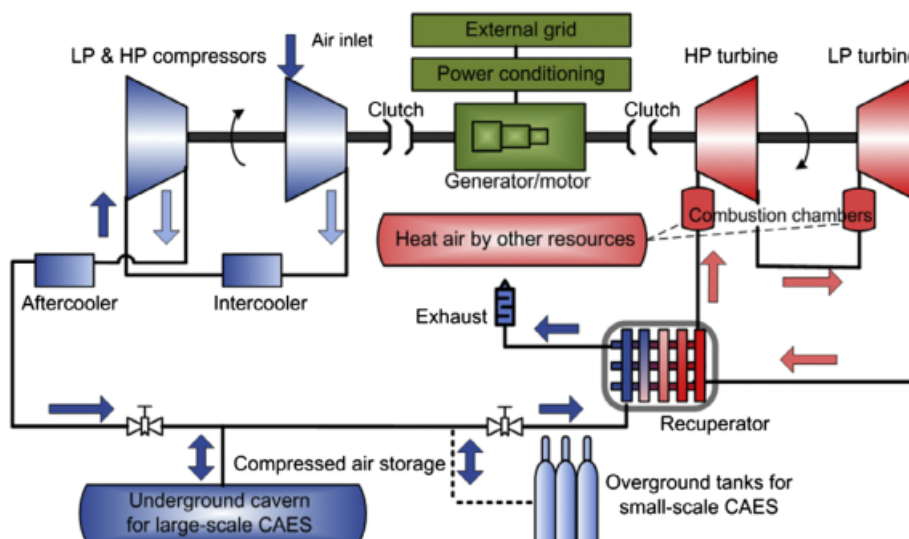 External grid
Air inlet
LP & HP compressors
Power conditioning
HP turbine
LP turbine
Clutch
Clutch
Generator/motor
Combustion chambers
Heat air by other resources
Aftercooler
Intercooler
Exhaust
Recuperator
Compressed air storage
Underground cavern
for large-scale CAES
Overground tanks for
small-scale CAES